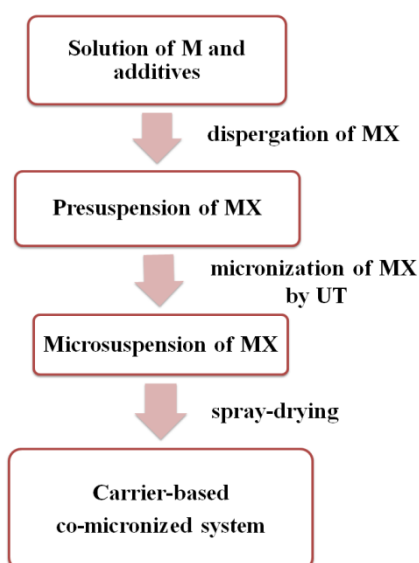 Solution of M and
additives
dispergation of MX
Presuspension of MX
micronization of MX
by UT
Microsuspension of MX
spray-drying
Carrier-based
co-micronized system